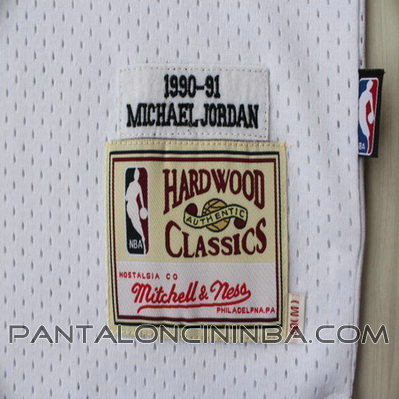 1990-91
MICHAEL JORDAN
HARDWOOD
AUTHENTIC
CLASSICS
NBA
NOSTALGIA CO
Mitchell & Ness
PHILADELPHIA, PA
PANTALONCININBA.COM